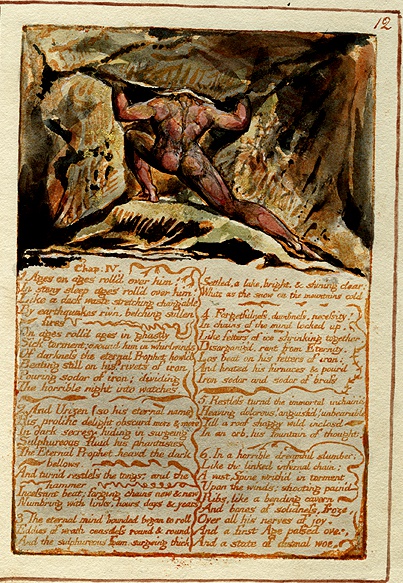 12
Chap. IV.
1. Ages on ages roll'd over him!
In stony sleep ages roll'd over him!
Like a dark waste stretching chang'able
By earthquakes riv'n, belching sullen
fires
On ages roll'd ages in ghastly
Sick torment; around him in whirlwinds
Of darkness the eternal Prophet howl'd
Beating still on his rivets of iron
Pouring sodor of iron; dividing
The horrible night into watches.
2. And Urizen (so his eternal name)
His prolific delight obscurd more & more
In dark secresy hiding in surgeing
Sulphureous fluid his phantasies.
The Eternal Prophet heavd the dark
bellows,
And turnd restless the tongs; and the
hammer
Incessant beat; forging chains new & new
Numb'ring with links. hours, days & years
3. The eternal mind bounded began to roll
Eddies of wrath ceaseless round & round,
And the sulphureous foam surgeing thick
Settled, a lake, bright, & shining clear.
White as the snow on the mountains cold.
4. Forgetfulness, dumbness, necessity!
In chains of the mind locked up,
Like fetters of ice shrinking together
Disorganiz'd, rent from Eternity,
Los beat on his fetters of iron;
And heated his furnaces & pour'd
Iron sodor and sodor of brass
5. Restless turnd the immortal inchain'd
Heaving dolorous! anguish'd! unbearable
Till a roof shaggy wild inclos'd
In an orb, his fountain of thought.
6. In a horrible dreamful slumber;
Like the linked infernal chain;
A vast Spine writh'd in torment
Upon the winds; shooting pain'd
Ribs, like a bending cavern
And bones of solidness, froze
Over all his nerves of joy.
And a first Age passed over,
And a state of dismal woe.